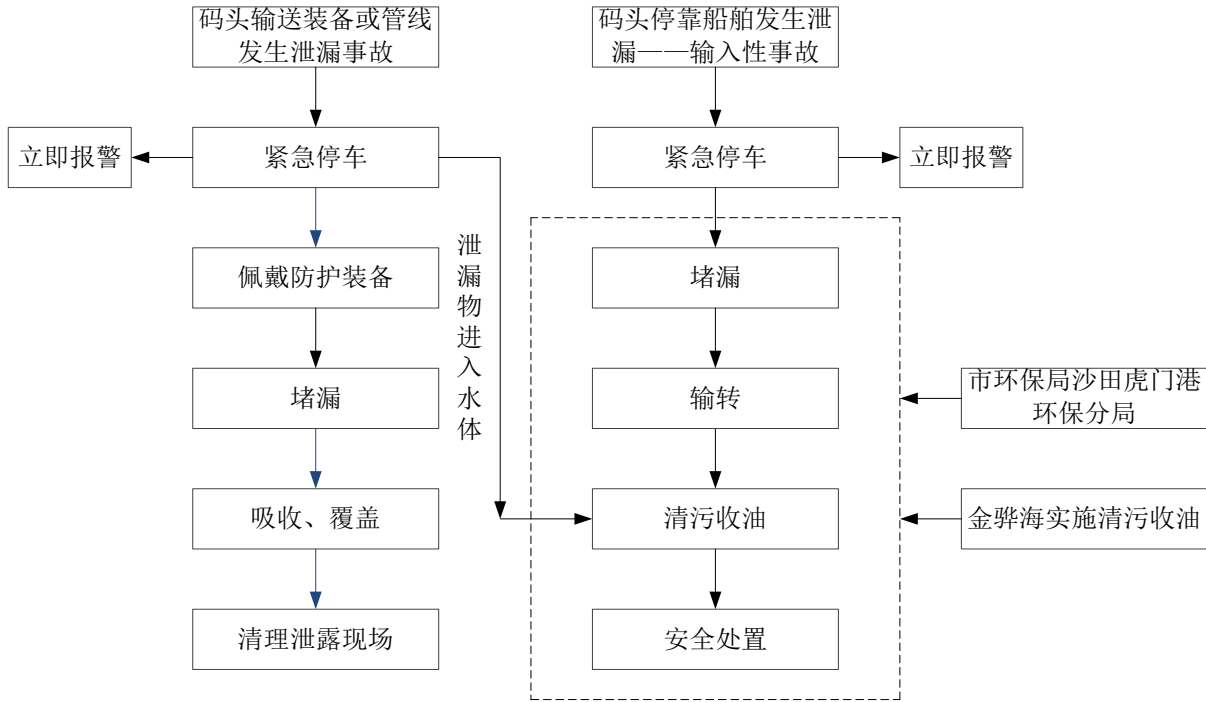 码头输送装备或管线
发生泄漏事故
码头停靠船舶发生泄
漏——输入性事故
立即报警
紧急停车
紧急停车
立即报警
佩戴防护装备
泄漏物进入水体
堵漏
堵漏
输转
市环保局沙田虎门港
环保分局
吸收、覆盖
清污收油
金骅海实施清污收油
清理泄露现场
安全处置